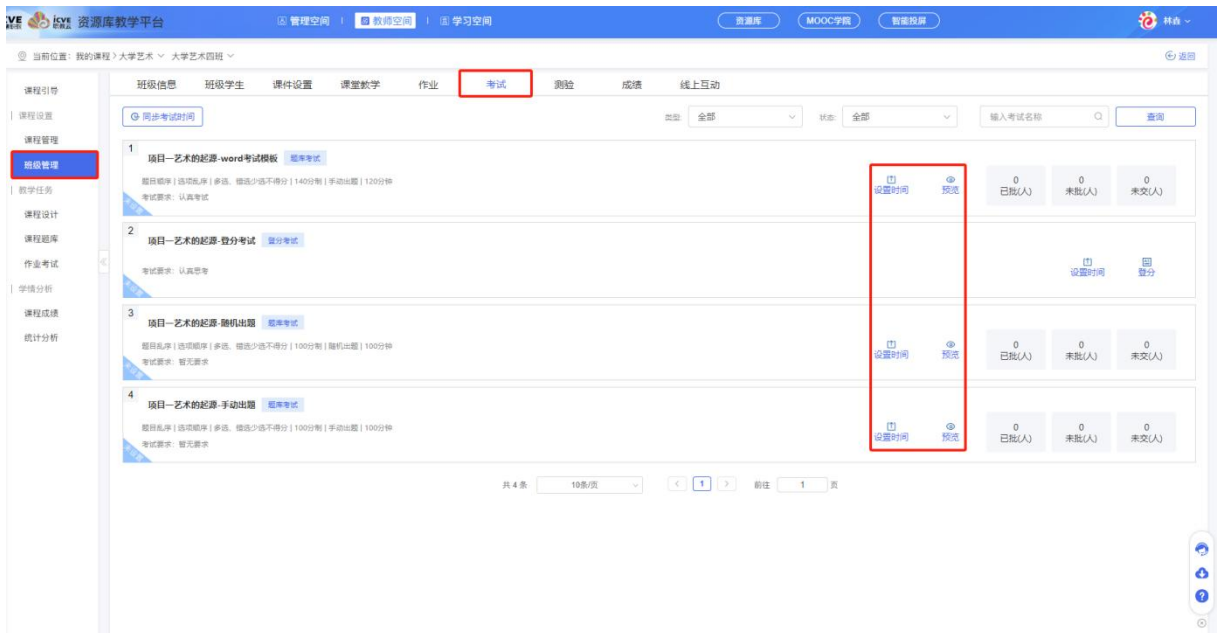 icve 资源库教学平台 管理空间 教师空间 学习空间 资源库 MOOC学院 智能投屏
当前位置：我的课程 > 大学艺术 大学艺术四班 返回
课程引导
课程设置
课程管理
班级管理
教学任务
课程设计
课程题库
作业考试
学情分析
课程成绩
统计分析
班级信息 班级学生 课件设置 课堂教学 作业 考试 测验 成绩 线上互动
同步考试时间 类型: 全部 状态: 全部 输入考试名称 查询
1
项目一艺术的起源-word考试模板 题库考试
题目顺序 | 选项乱序 | 多选、错选少选不得分 | 140分制 | 手动出题 | 120分钟
考试要求：认真考试
设置时间 预览 0 已批(人) 0 未批(人) 0 未交(人)
2
项目一艺术的起源-登分考试 登分考试
考试要求：认真思考
设置时间 登分
3
项目一艺术的起源-随机出题 题库考试
题目乱序 | 选项顺序 | 多选、错选少选不得分 | 100分制 | 随机出题 | 100分钟
考试要求：暂无要求
设置时间 预览 0 已批(人) 0 未批(人) 0 未交(人)
4
项目一艺术的起源-手动出题 题库考试
题目乱序 | 选项顺序 | 多选、错选少选不得分 | 100分制 | 手动出题 | 100分钟
考试要求：暂无要求
设置时间 预览 0 已批(人) 0 未批(人) 0 未交(人)
共 4 条 10条/页 < 1 > 前往 1 页